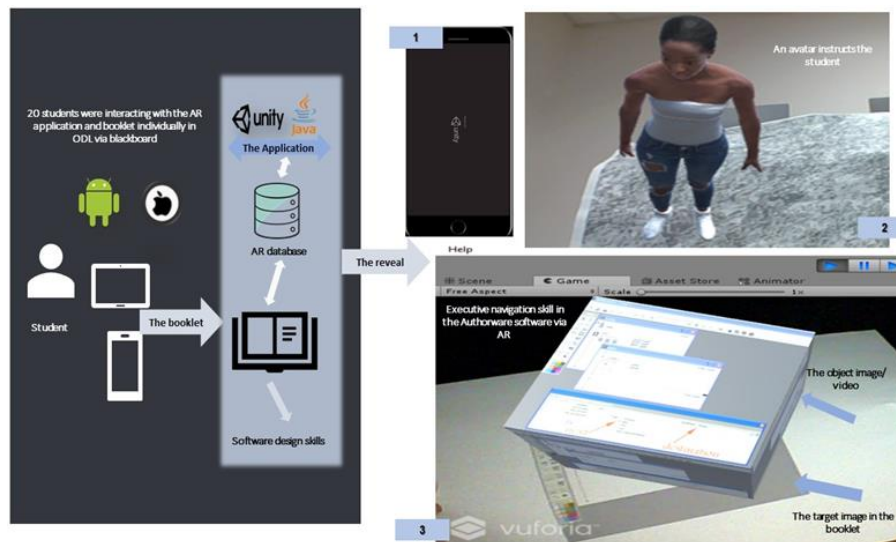 20 students were interacting with the AR
application and booklet individually in
ODL via blackboard
Student
The booklet
unity
Java
The Application
AR database
Software design skills
The reveal
1
unity
An avatar instructs the
student
2
Help
Scene
Game
Asset Store
Animator
Free Aspect
Scale
1x
Executive navigation skill in
the Authorware software via
AR
The object image/
video
The target image in the
booklet
3
vuforia™